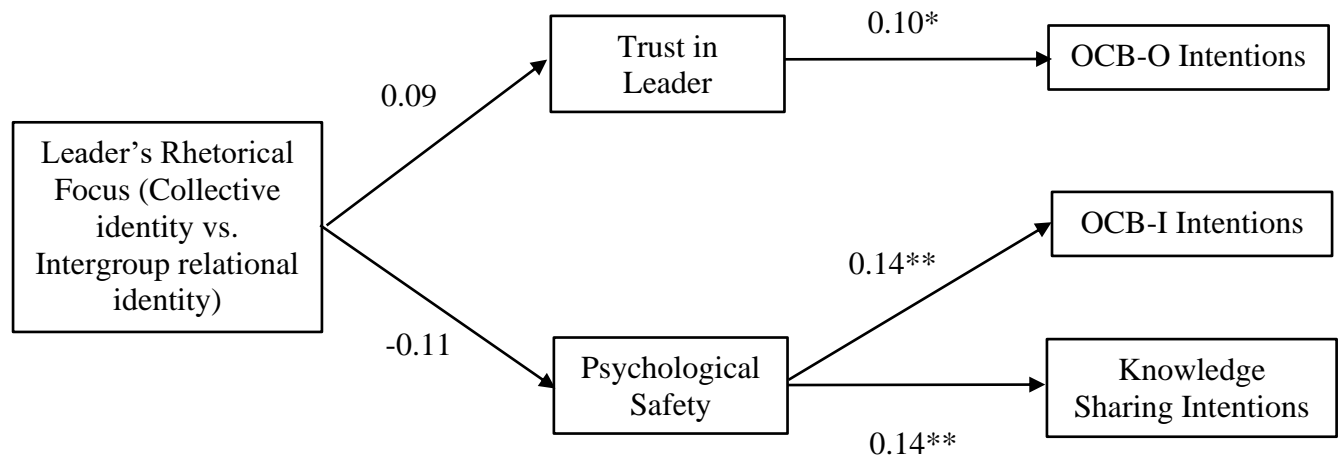 0.10*
Trust in
Leader
OCB-O Intentions
0.09
Leader’s Rhetorical
Focus (Collective
identity vs.
Intergroup relational
identity)
OCB-I Intentions
0.14**
-0.11
Psychological
Safety
Knowledge
Sharing Intentions
0.14**